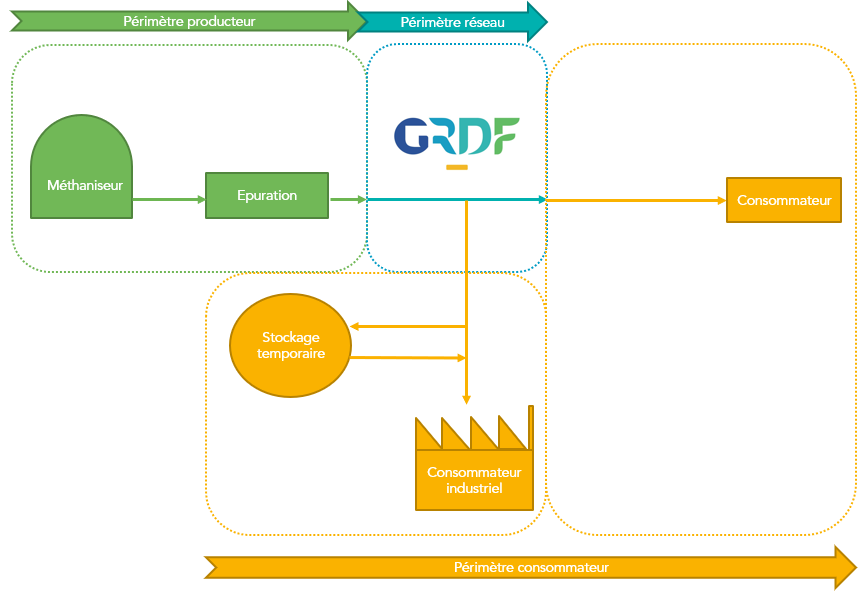 Périmètre producteur
Périmètre réseau
GRDF
Méthaniseur
Epuration
Consommateur
Stockage
temporaire
Consommateur
industriel
Périmètre consommateur